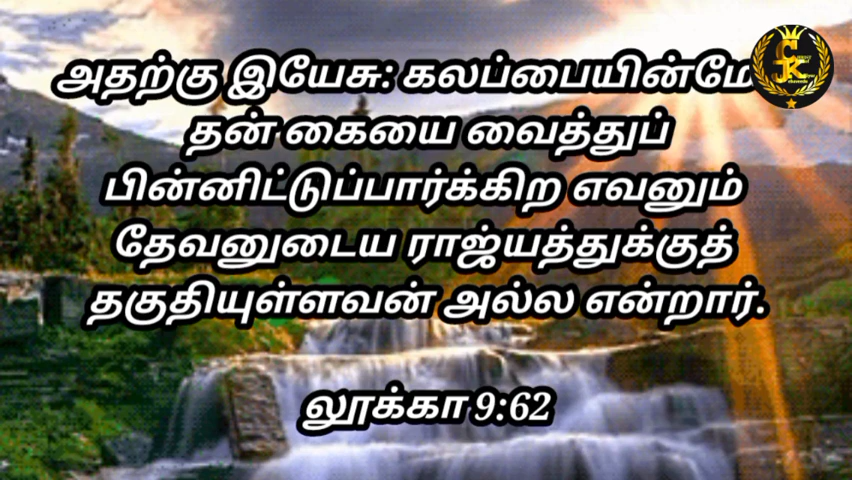 அதற்கு இயேசு: கலப்பையின்மே
தன் கையை வைத்துப்
பின்னிட்டுப்பார்க்கிற எவனும்
தேவனுடைய ராஜ்யத்துக்குத்
தகுதியுள்ளவன் அல்ல என்றார்.
லூக்கா 9:62